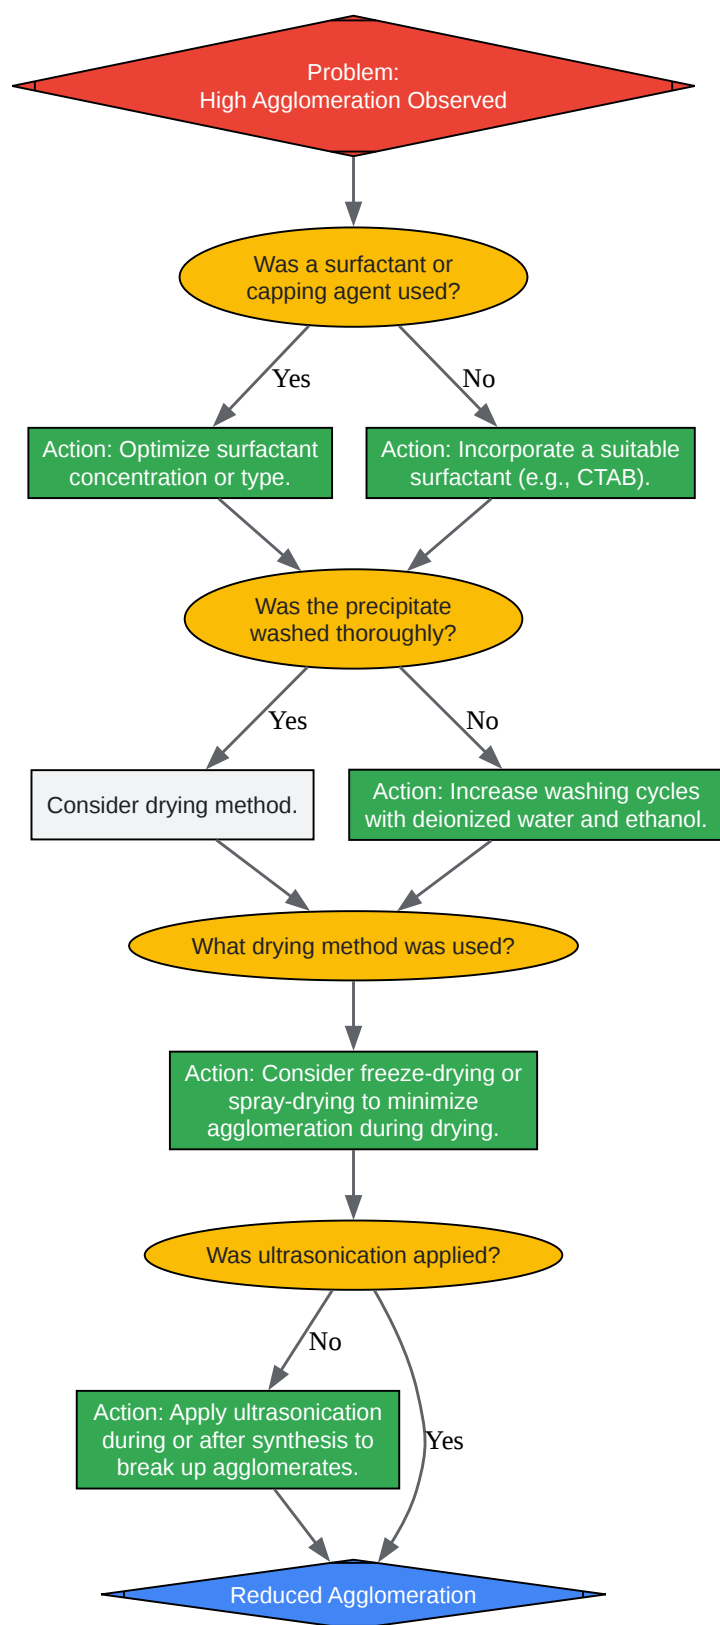 Problem:
High Agglomeration Observed
Was a surfactant or
capping agent used?
Yes
No
Action: Optimize surfactant
concentration or type.
Action: Incorporate a suitable
surfactant (e.g., CTAB).
Was the precipitate
washed thoroughly?
Yes
No
Consider drying method.
Action: Increase washing cycles
with deionized water and ethanol.
What drying method was used?
Action: Consider freeze-drying or
spray-drying to minimize
agglomeration during drying.
Was ultrasonication applied?
No
Action: Apply ultrasonication
during or after synthesis to
break up agglomerates.
Yes
Reduced Agglomeration